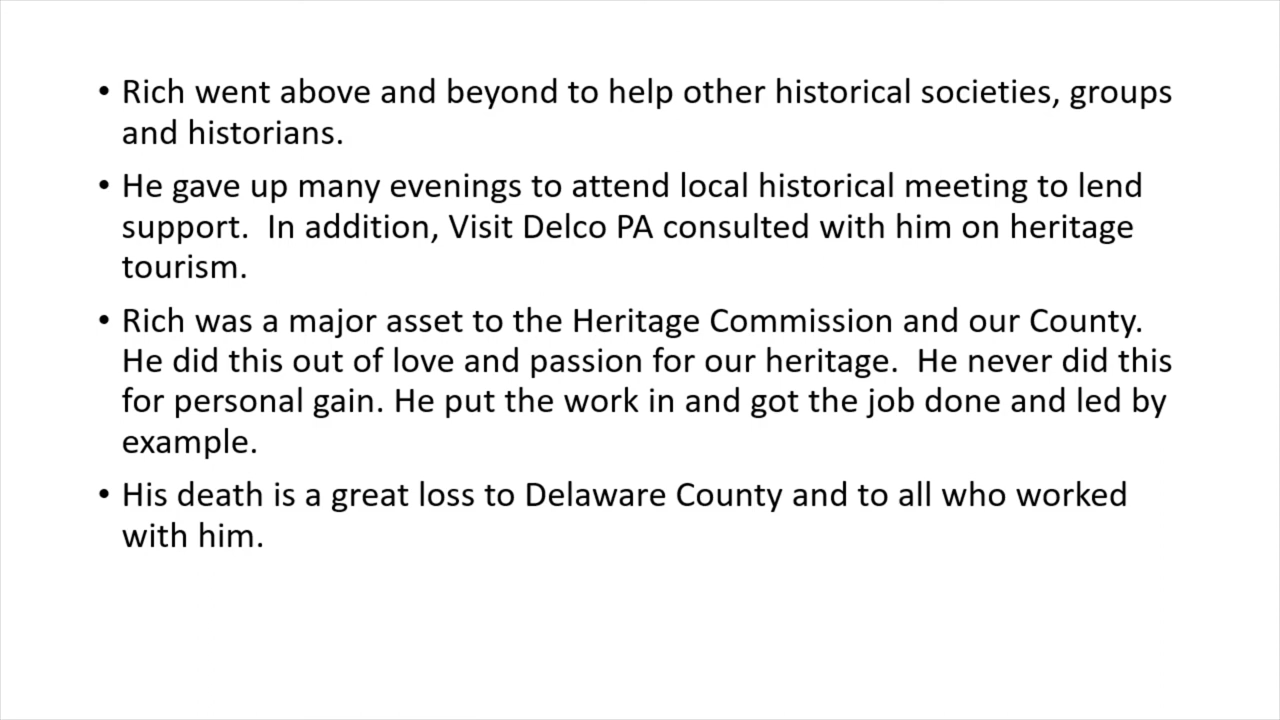 • Rich went above and beyond to help other historical societies, groups
and historians.
• He gave up many evenings to attend local historical meeting to lend
support.  In addition, Visit Delco PA consulted with him on heritage
tourism.
• Rich was a major asset to the Heritage Commission and our County.
He did this out of love and passion for our heritage.  He never did this
for personal gain. He put the work in and got the job done and led by
example.
• His death is a great loss to Delaware County and to all who worked
with him.